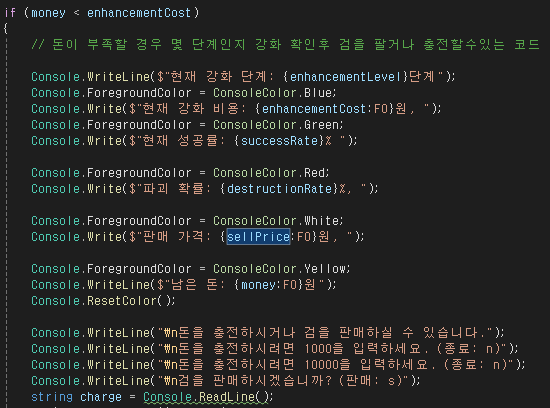 if (money < enhancementCost)
{
// 돈이 부족할 경우 몇 단계인지 강화 확인후 검을 팔거나 충전할수있는 코드
Console.WriteLine($"현재 강화 단계: {enhancementLevel}단계");
Console.ForegroundColor = ConsoleColor.Blue;
Console.Write($"현재 강화 비용: {enhancementCost:F0}원, ");
Console.ForegroundColor = ConsoleColor.Green;
Console.Write($"현재 성공률: {successRate}% ");
Console.ForegroundColor = ConsoleColor.Red;
Console.Write($"파괴 확률: {destructionRate}%, ");
Console.ForegroundColor = ConsoleColor.White;
Console.Write($"판매 가격: {sellPrice:F0}원, ");
Console.ForegroundColor = ConsoleColor.Yellow;
Console.WriteLine($"남은 돈: {money:F0}원");
Console.ResetColor();
Console.WriteLine("₩n돈을 충전하시거나 검을 판매하실 수 있습니다.");
Console.WriteLine("₩n돈을 충전하시려면 1000을 입력하세요. (종료: n)");
Console.WriteLine("₩n돈을 충전하시려면 10000을 입력하세요. (종료: n)");
Console.WriteLine("₩n검을 판매하시겠습니까? (판매: s)");
string charge = Console.ReadLine();